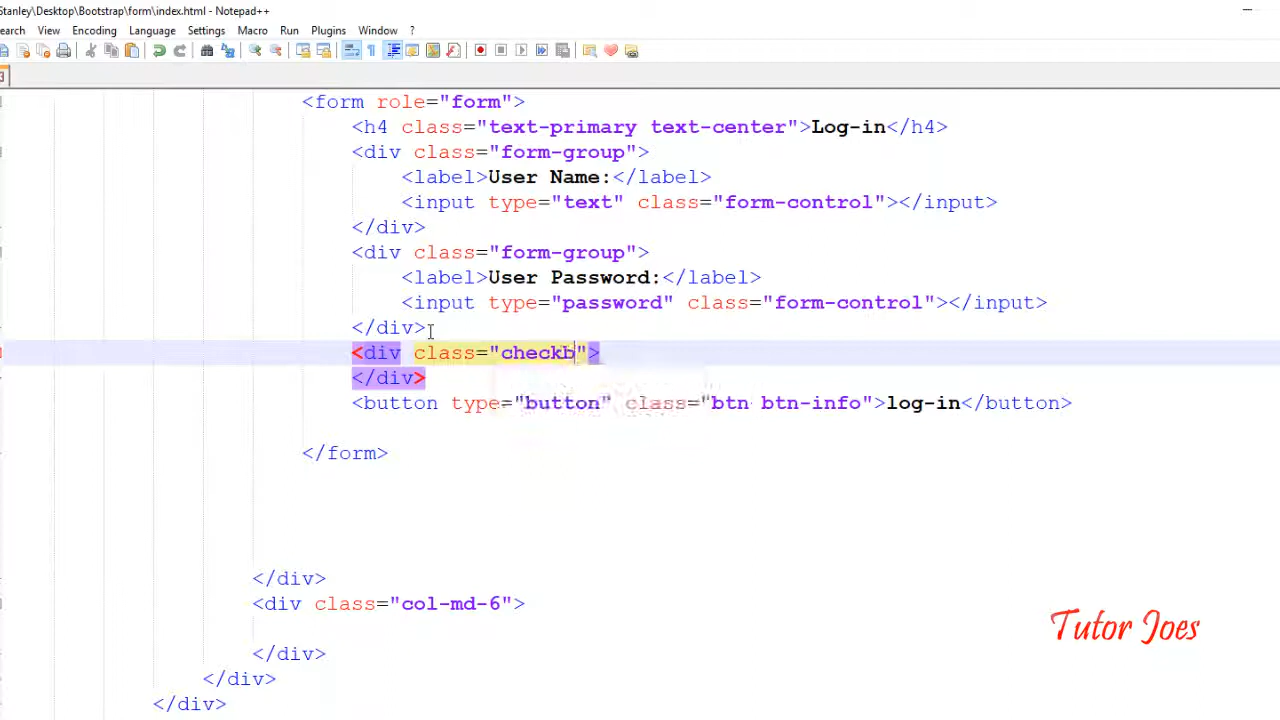 Stanley\Desktop\Bootstrap\form\index.html - Notepad++
earch View Encoding Language Settings Macro Run Plugins Window ?
<form role="form">
<h4 class="text-primary text-center">Log-in</h4>
<div class="form-group">
<label>User Name:</label>
<input type="text" class="form-control"></input>
</div>
<div class="form-group">
<label>User Password:</label>
<input type="password" class="form-control"></input>
</div>
<div class="checkb">
</div>
<button type="button" class="btn btn-info">log-in</button>
</form>
</div>
<div class="col-md-6">
</div>
</div>
</div>
Tutor Joes